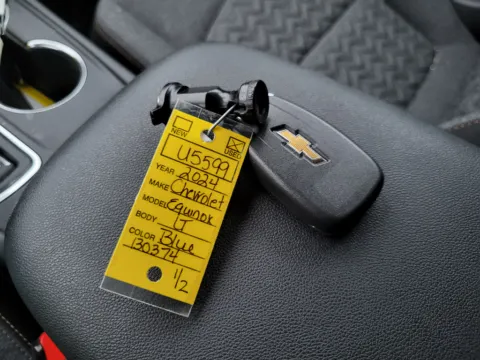 NEW USED
U5599
YEAR 2024
MAKE Chevrolet
MODEL Equinox
BODY LT
COLOR Blue
130374
1/2